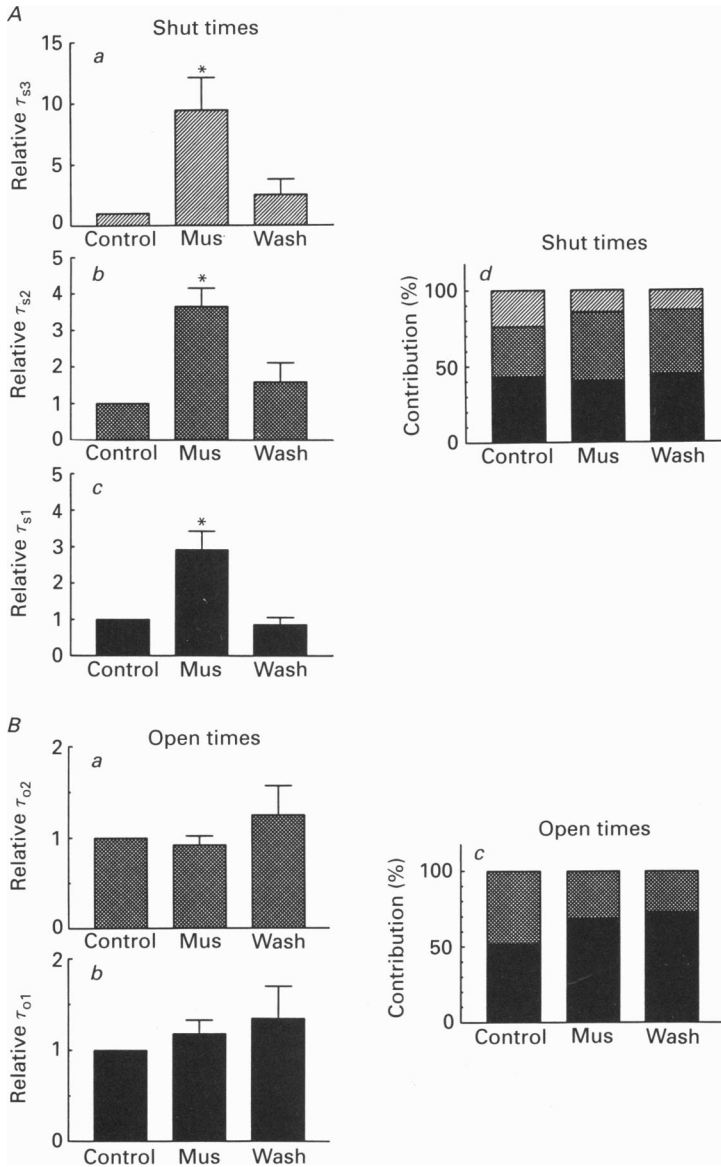 A
Shut times
a
Relative τs3
15
10
5
0
*
Control Mus Wash
b
Relative τs2
5
4
3
2
1
0
*
Control Mus Wash
c
Relative τs1
5
4
3
2
1
0
*
Control Mus Wash
Shut times
d
Contribution (%)
100
50
0
Control Mus Wash
B
Open times
a
Relative τo2
2
1
0
Control Mus Wash
b
Relative τo1
2
1
0
Control Mus Wash
Open times
c
Contribution (%)
100
50
0
Control Mus Wash